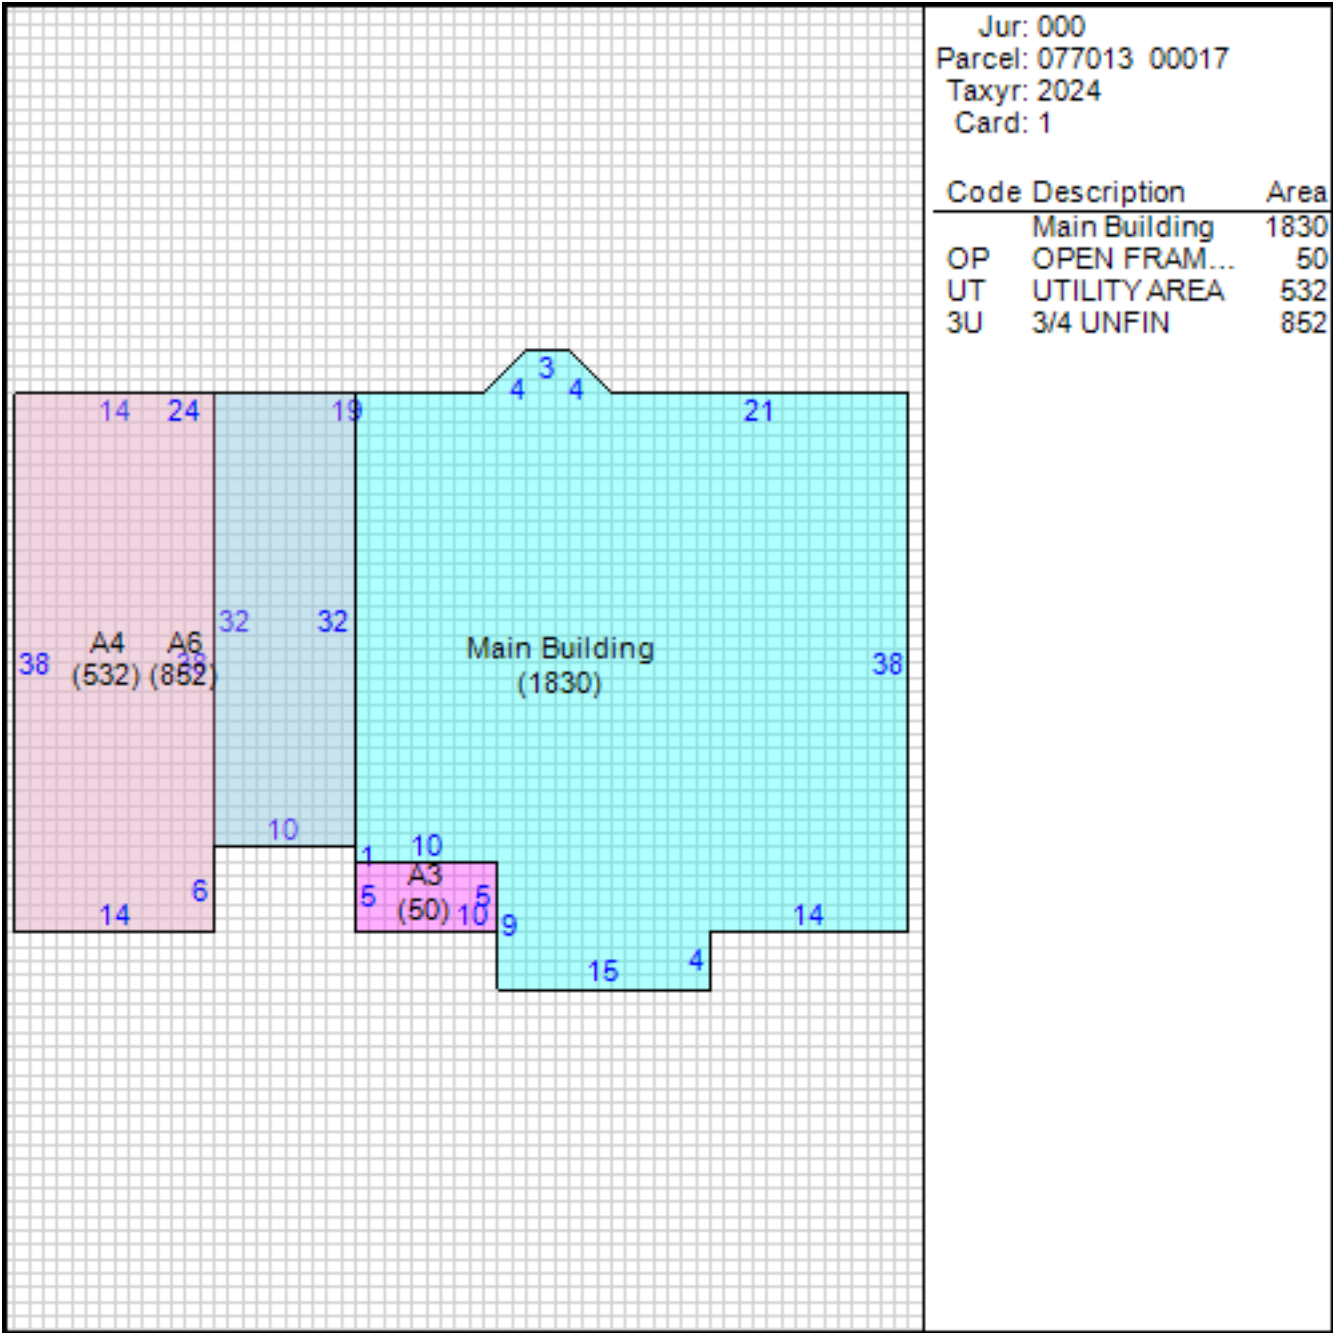 Jur: 000
Parcel: 077013 00017
Taxyr: 2024
Card: 1
Code Description Area
Main Building 1830
OP OPEN FRAM... 50
UT UTILITY AREA 532
3U 3/4 UNFIN 852
3
4 4
14 24 19 21
32 32
A4 A6
38 38
(532) (852)
Main Building
(1830)
38
10
10
1
A3
5 5
(50) 10
6
14
9
14
4
15